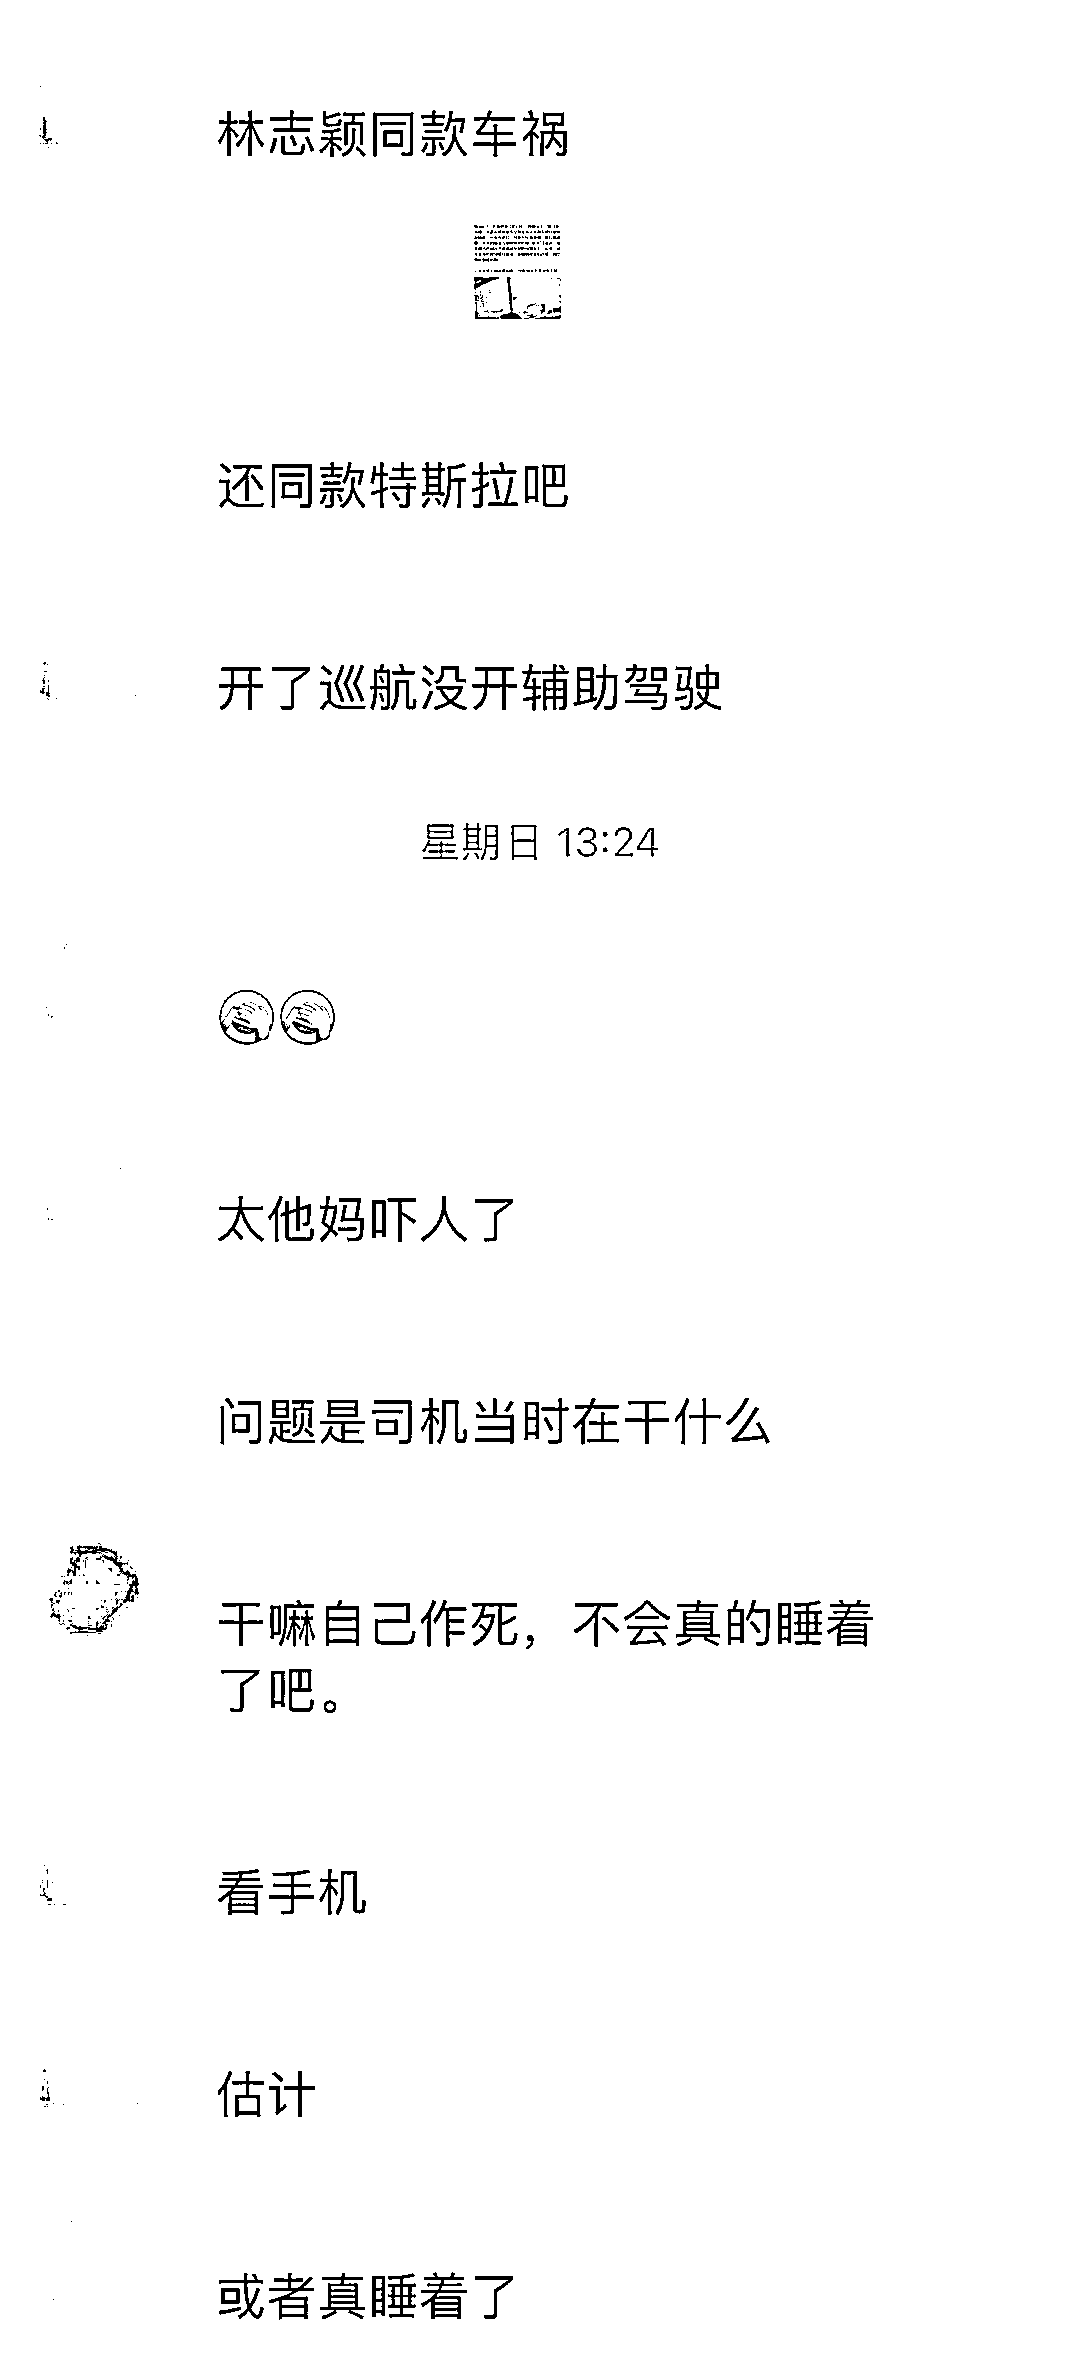 林志颖同款车祸
还同款特斯拉吧
开了巡航没开辅助驾驶
星期日 13:24
太他妈吓人了
问题是司机当时在干什么
干嘛自己作死，不会真的睡着
了吧。
看手机
估计
或者真睡着了